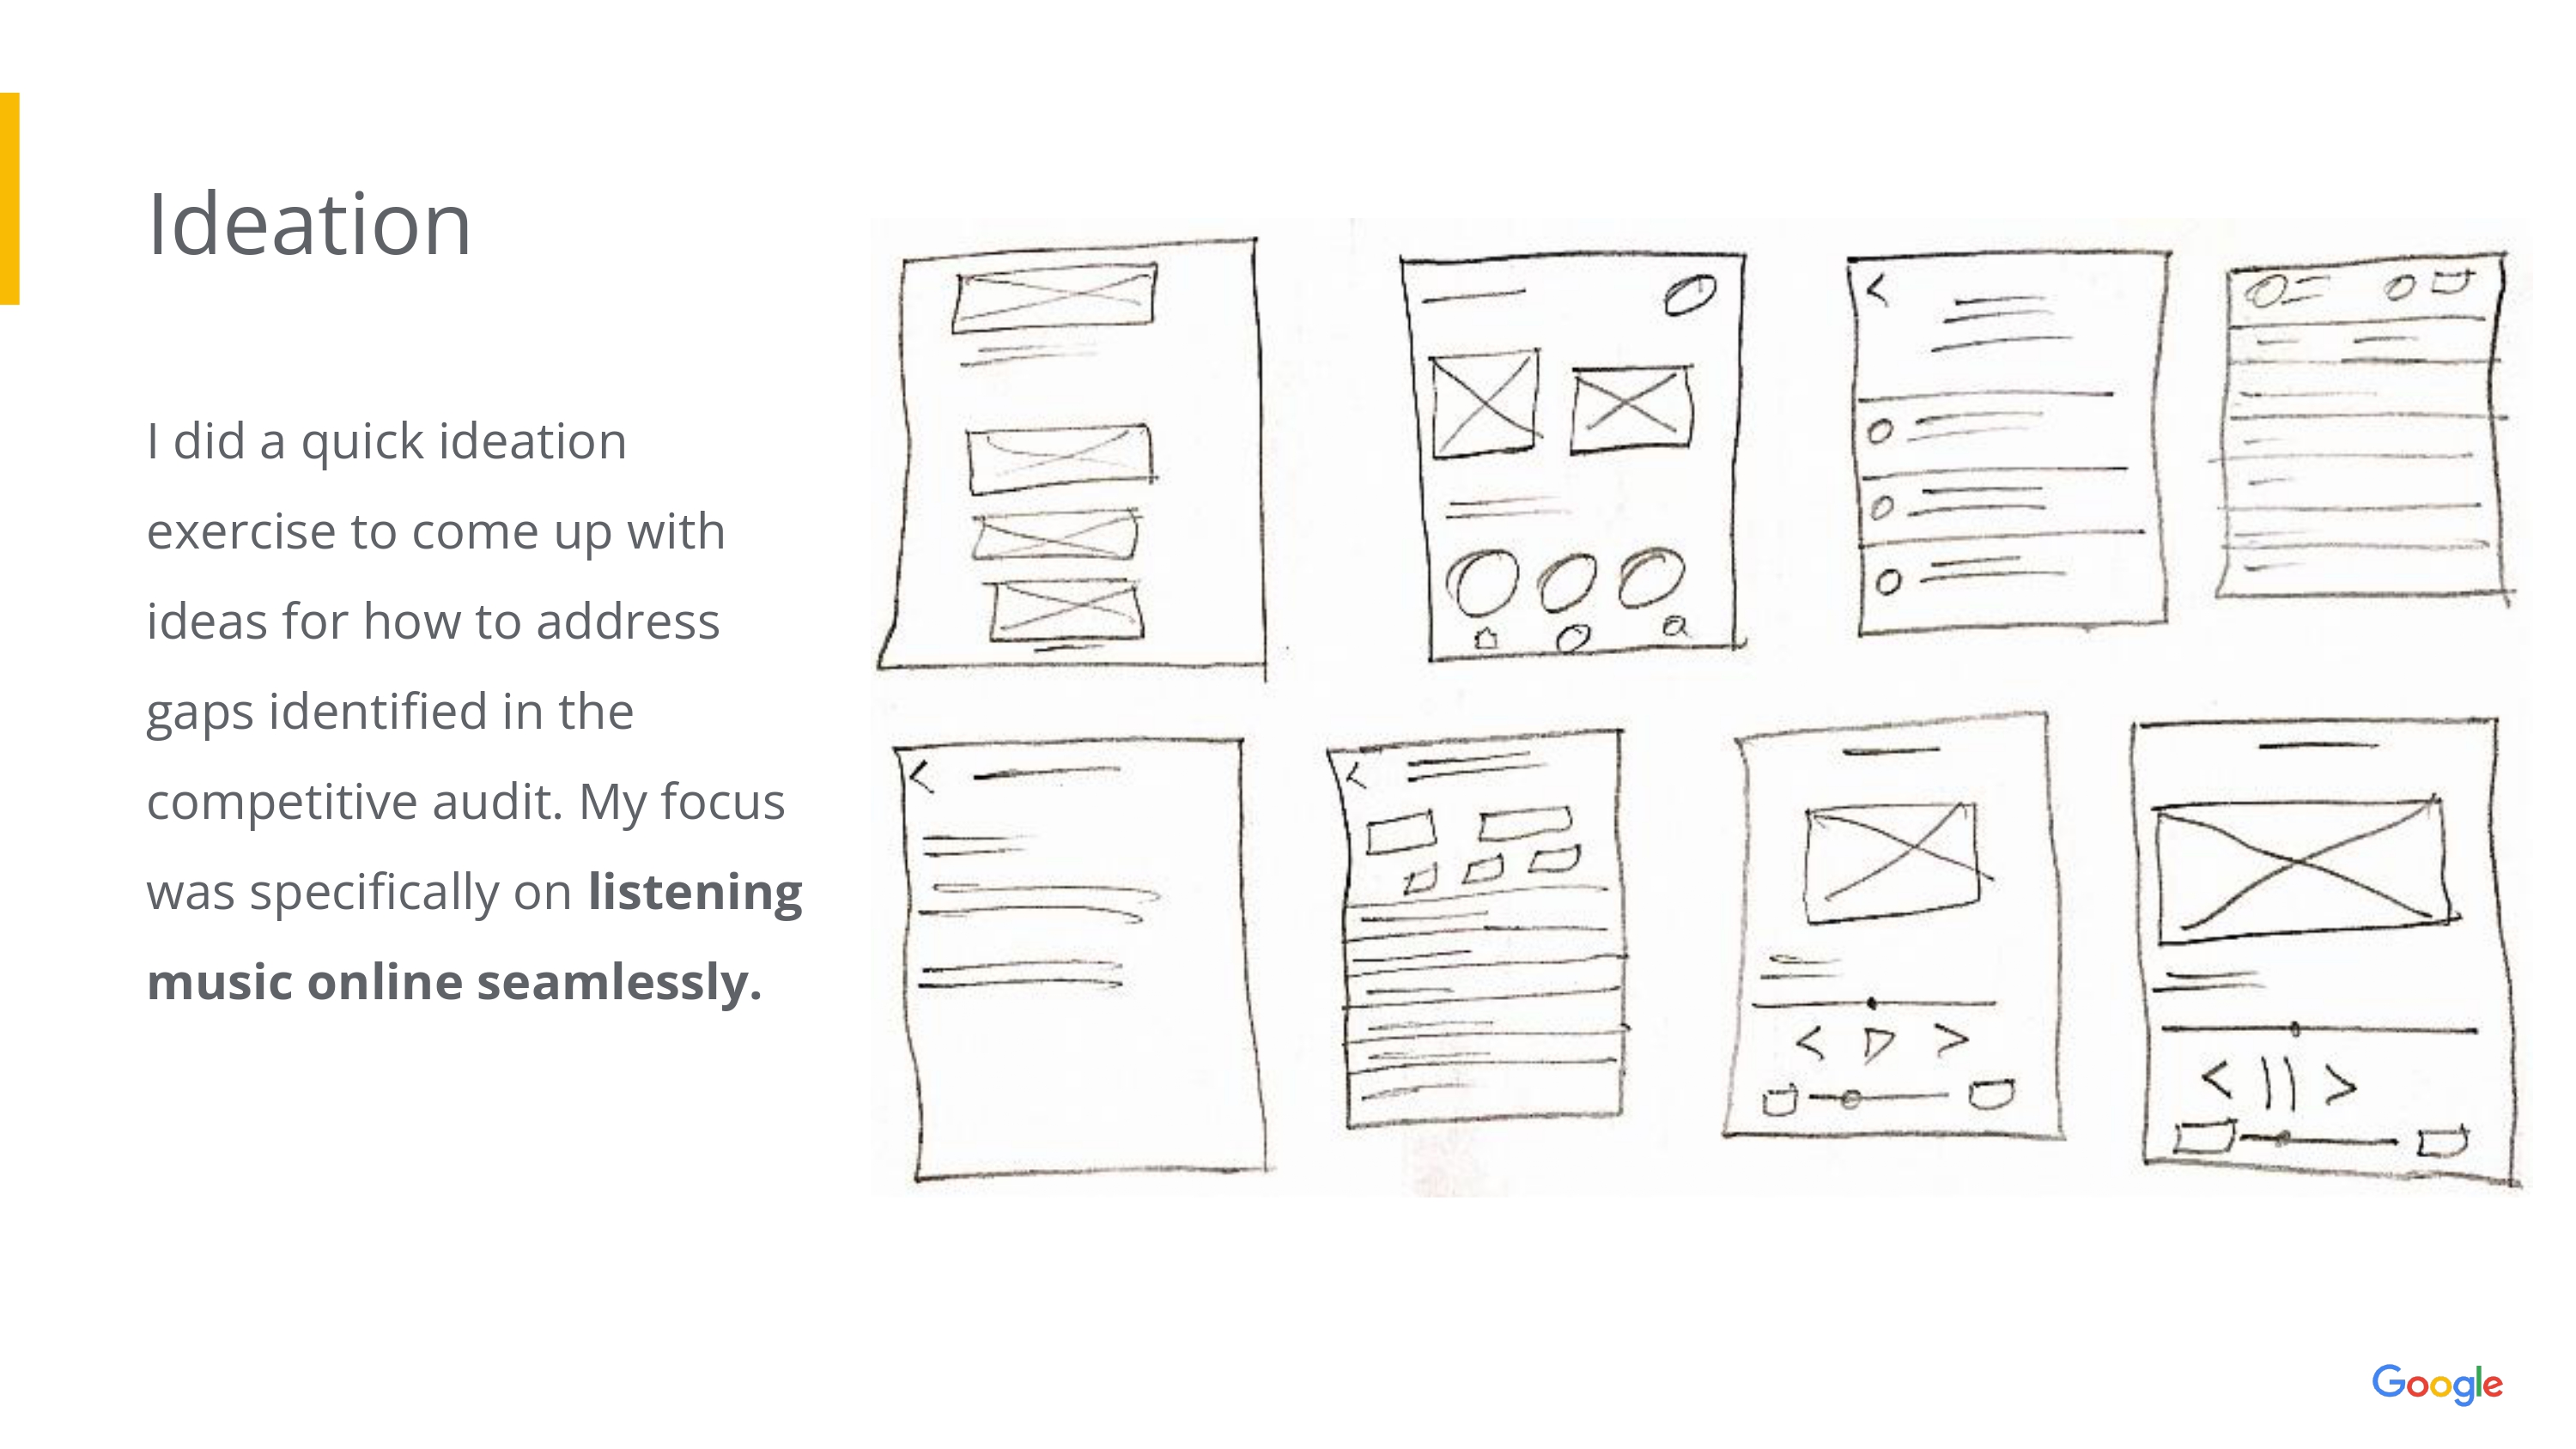 Ideation
I did a quick ideation
exercise to come up with
ideas for how to address
gaps identified in the
competitive audit. My focus
was specifically on listening
music online seamlessly.
Google